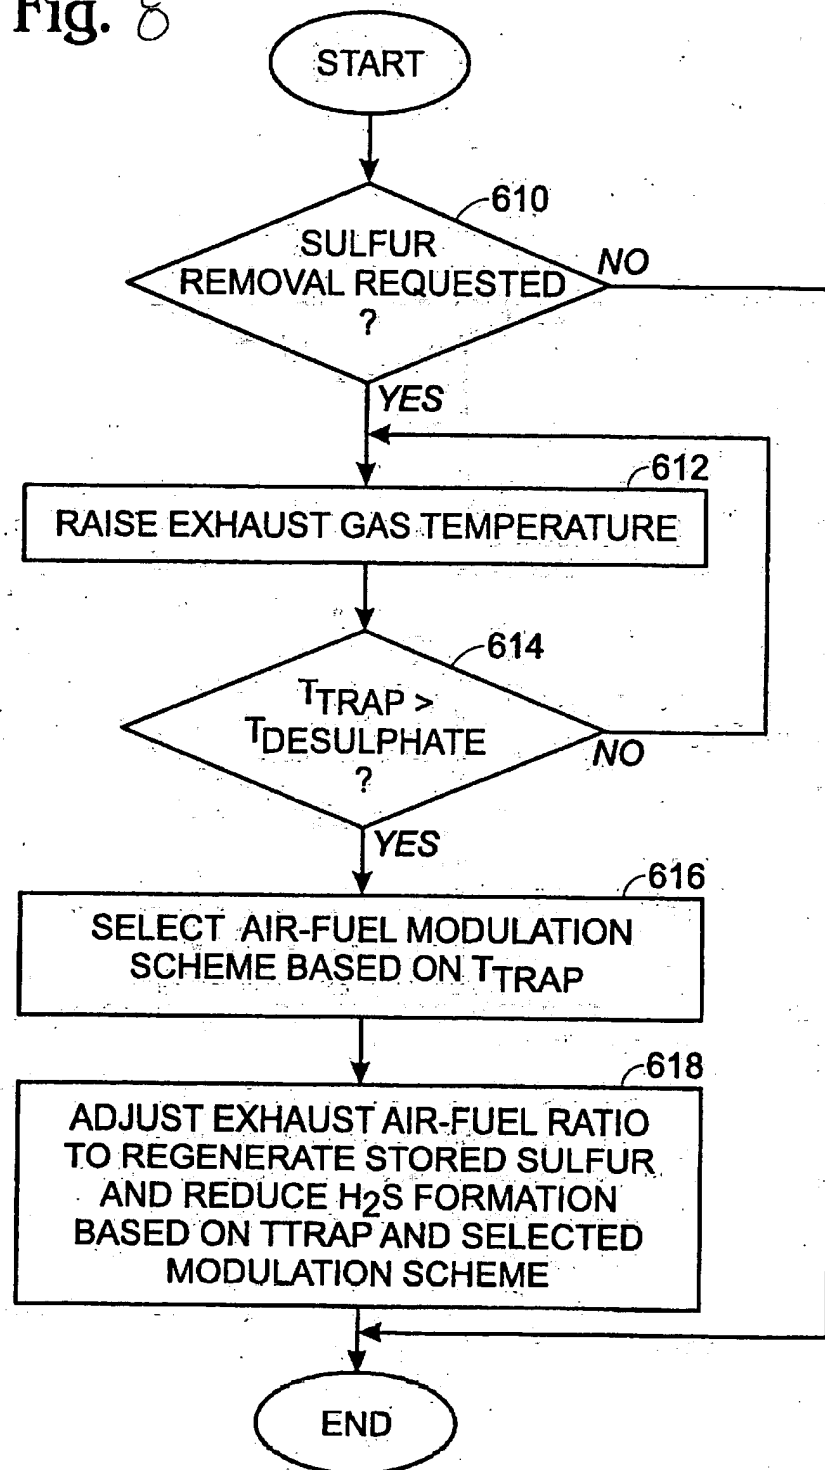 Fig. 8
START
610
SULFUR
REMOVAL REQUESTED
?
NO
YES
612
RAISE EXHAUST GAS TEMPERATURE
614
TTRAP >
TDESULPHATE
?
NO
YES
616
SELECT AIR-FUEL MODULATION
SCHEME BASED ON TTRAP
618
ADJUST EXHAUST AIR-FUEL RATIO
TO REGENERATE STORED SULFUR
AND REDUCE H2S FORMATION
BASED ON TTRAP AND SELECTED
MODULATION SCHEME
END